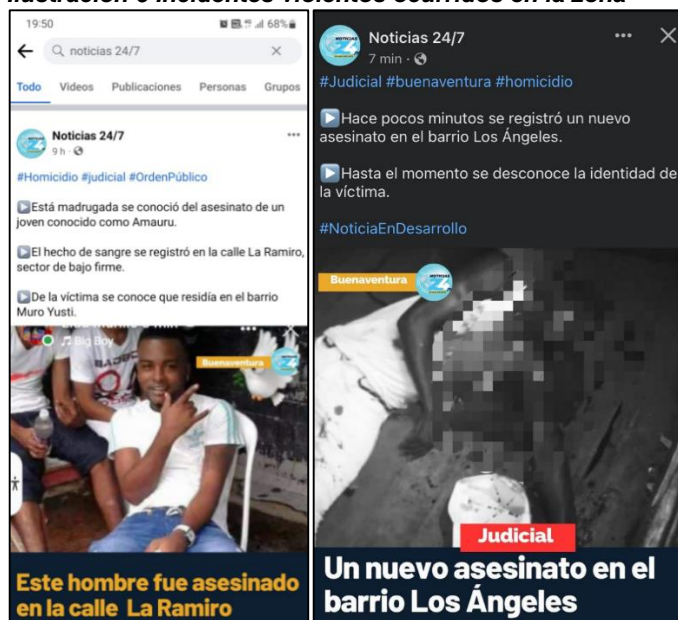 Ilustración 6 Incidentes violentos ocurridos en la zona
19:50
68%
noticias 24/7
Todo Videos Publicaciones Personas Grupos
Noticias 24/7
9 h
#Homicidio #judicial #OrdenPúblico
Está madrugada se conoció del asesinato de un
joven conocido como Amauru.
El hecho de sangre se registró en la calle La Ramiro,
sector de bajo firme.
De la víctima se conoce que residía en el barrio
Muro Yusti.
Big Boy
Buenaventura
Este hombre fue asesinado
en la calle La Ramiro
Noticias 24/7
7 min
#Judicial #buenaventura #homicidio
Hace pocos minutos se registró un nuevo
asesinato en el barrio Los Ángeles.
Hasta el momento se desconoce la identidad de
la víctima.
#NoticiaEnDesarrollo
Buenaventura
Judicial
Un nuevo asesinato en el
barrio Los Ángeles